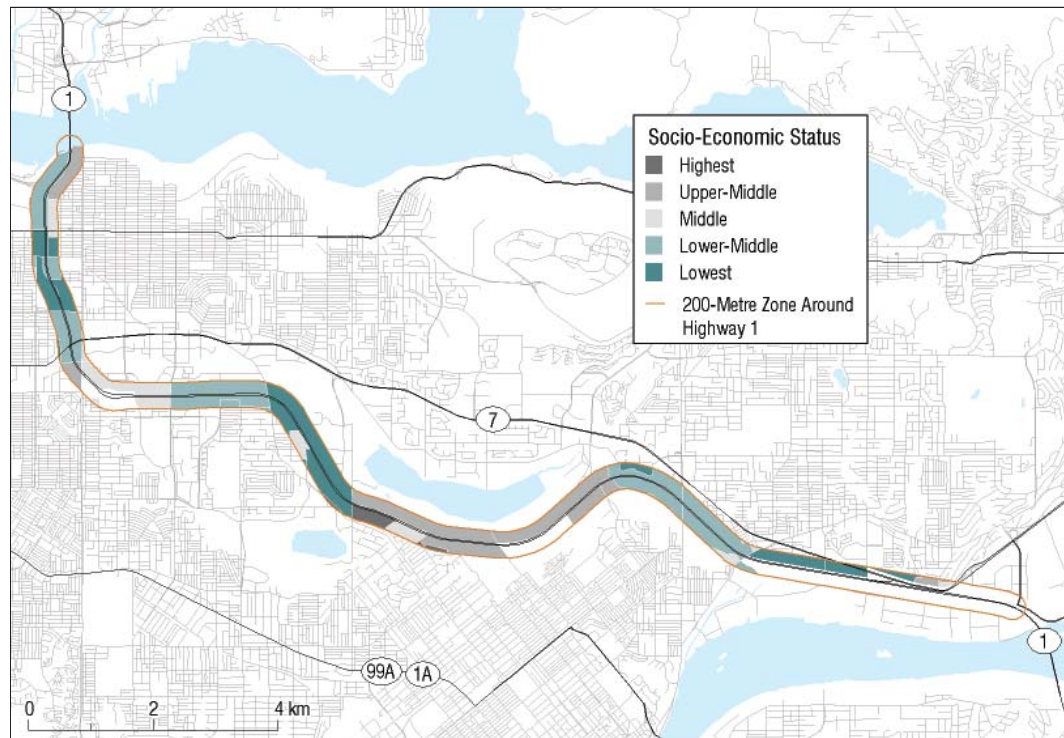 1
Socio-Economic Status
Highest
Upper-Middle
Middle
Lower-Middle
Lowest
200-Metre Zone Around
Highway 1
7
99A 1A
1
0 2 4 km